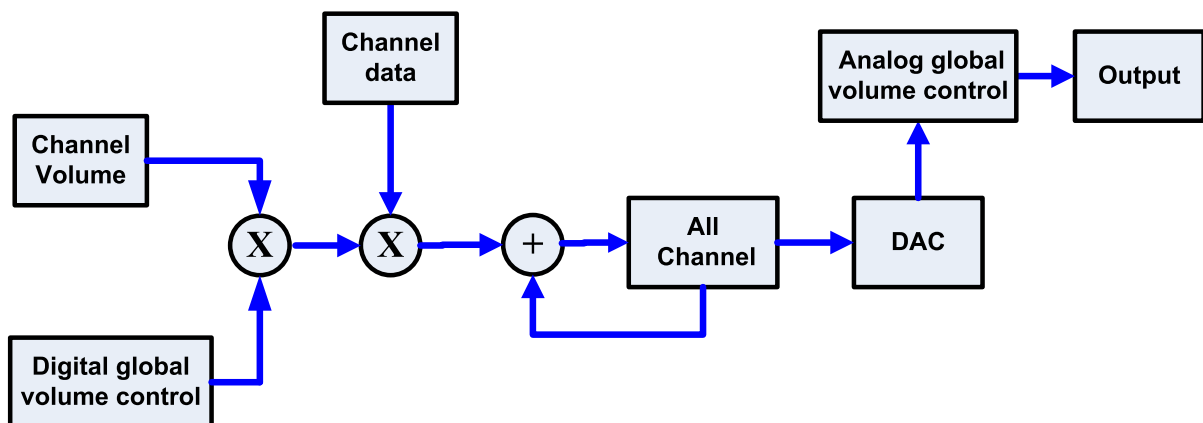 Channel
data
Analog global
volume control
Output
Channel
Volume
X
X
+
All
Channel
DAC
Digital global
volume control